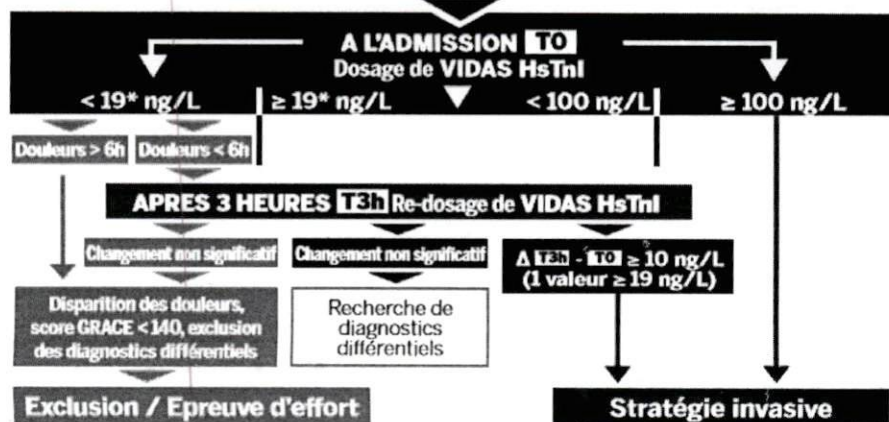 A L'ADMISSION T0
Dosage de VIDAS HsTnI
< 19* ng/L ≥ 19* ng/L < 100 ng/L ≥ 100 ng/L
Douleurs > 6h Douleurs < 6h
APRES 3 HEURES T3h Re-dosage de VIDAS HsTnI
Changement non significatif
Changement non significatif
Δ T3h - T0 ≥ 10 ng/L
(1 valeur ≥ 19 ng/L)
Disparition des douleurs,
score GRACE < 140, exclusion
des diagnostics différentiels
Recherche de
diagnostics
différentiels
Exclusion / Epreuve d'effort
Stratégie invasive